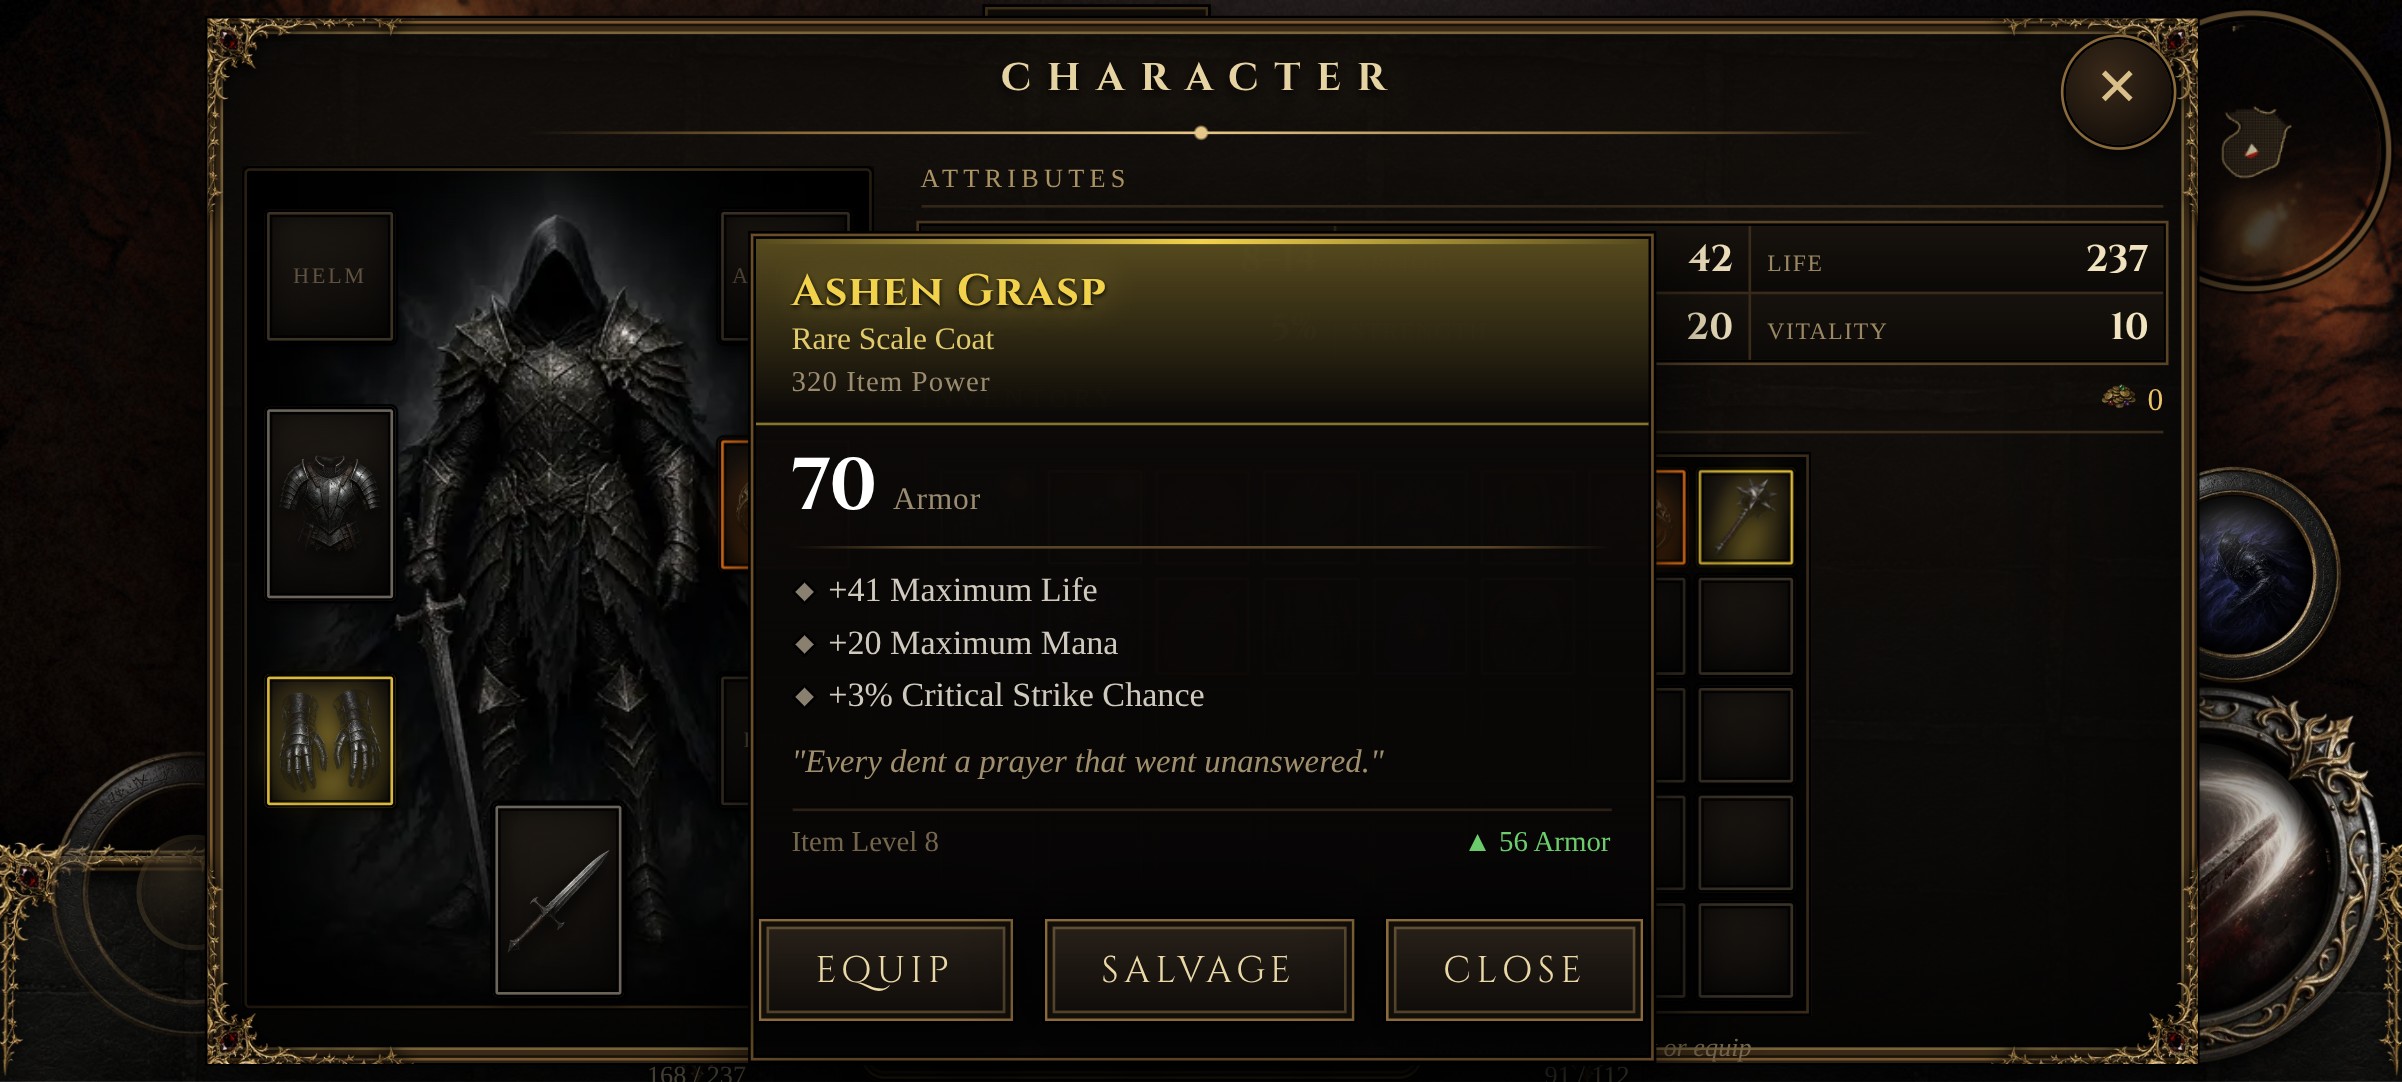 CHARACTER
✕
ATTRIBUTES
HELM
42
LIFE
237
20
VITALITY
10
0
Ashen Grasp
Rare Scale Coat
320 Item Power
70 Armor
◆ +41 Maximum Life
◆ +20 Maximum Mana
◆ +3% Critical Strike Chance
"Every dent a prayer that went unanswered."
Item Level 8
▲ 56 Armor
EQUIP
SALVAGE
CLOSE
or equip
168 / 237
91 / 112